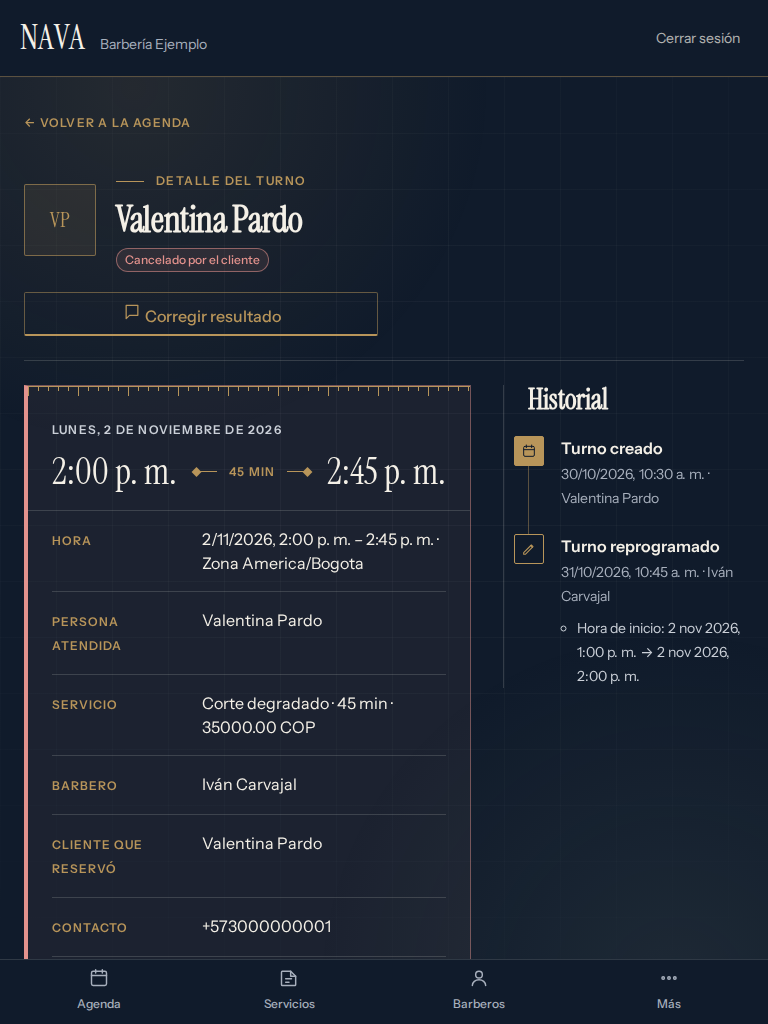 NAVA
Barbería Ejemplo
Cerrar sesión
← VOLVER A LA AGENDA
VP
DETALLE DEL TURNO
Valentina Pardo
Cancelado por el cliente
Corregir resultado
LUNES, 2 DE NOVIEMBRE DE 2026
2:00 p. m.
45 MIN
2:45 p. m.
HORA
2/11/2026, 2:00 p. m. – 2:45 p. m. ·
Zona America/Bogota
PERSONA
ATENDIDA
Valentina Pardo
SERVICIO
Corte degradado · 45 min ·
35000.00 COP
BARBERO
Iván Carvajal
CLIENTE QUE
RESERVÓ
Valentina Pardo
CONTACTO
+573000000001
Historial
Turno creado
30/10/2026, 10:30 a. m. ·
Valentina Pardo
Turno reprogramado
31/10/2026, 10:45 a. m. · Iván
Carvajal
Hora de inicio: 2 nov 2026,
1:00 p. m. → 2 nov 2026,
2:00 p. m.
Agenda
Servicios
Barberos
Más